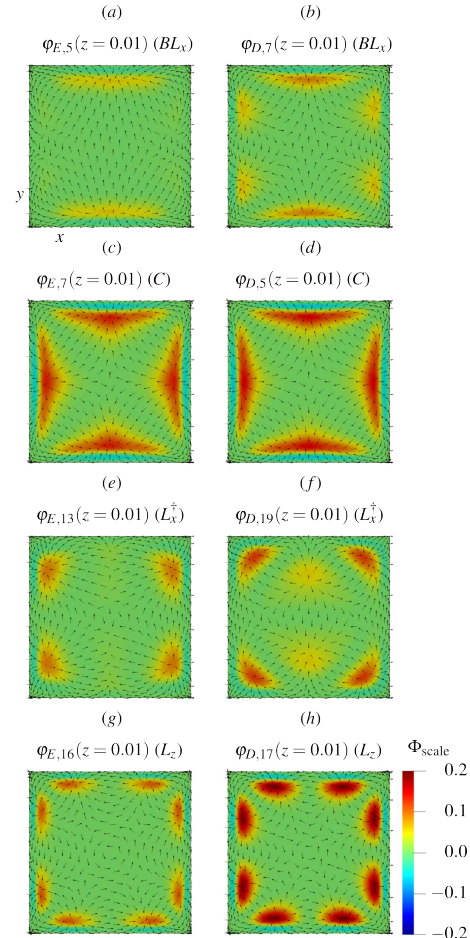 (a) (b)
φE,5(z = 0.01) (BLx) φD,7(z = 0.01) (BLx)
y
x
(c) (d)
φE,7(z = 0.01) (C) φD,5(z = 0.01) (C)
(e) (f)
φE,13(z = 0.01) (Lx†) φD,19(z = 0.01) (Lx†)
(g) (h)
φE,16(z = 0.01) (Lz) φD,17(z = 0.01) (Lz) Φscale
0.2
0.1
0.0
−0.1
−0.2